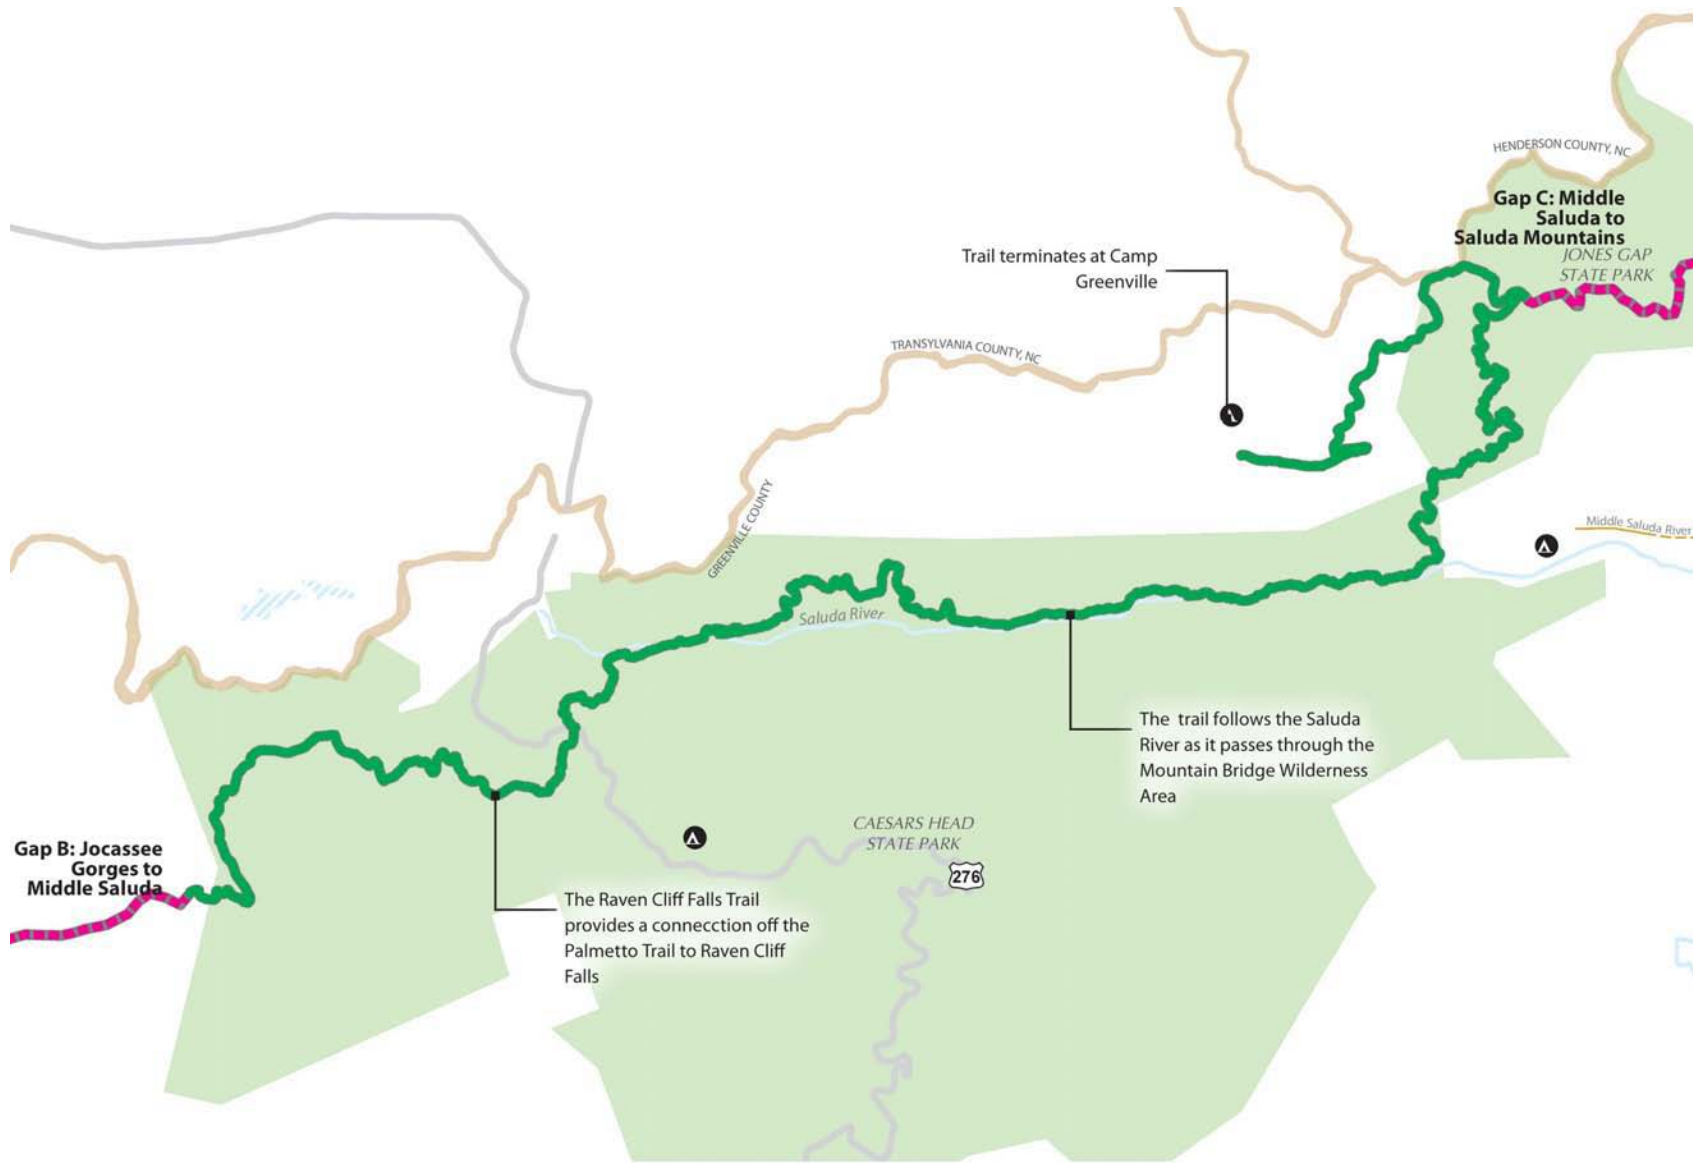 HENDERSON COUNTY, NC
Gap C: Middle
Saluda to
Saluda Mountains
JONES GAP
STATE PARK
Trail terminates at Camp
Greenville
TRANSYLVANIA COUNTY, NC
GREENVILLE COUNTY
Middle Saluda River
Saluda River
The trail follows the Saluda
River as it passes through the
Mountain Bridge Wilderness
Area
CAESARS HEAD
STATE PARK
276
Gap B: Jocassee
Gorges to
Middle Saluda
The Raven Cliff Falls Trail
provides a connecction off the
Palmetto Trail to Raven Cliff
Falls